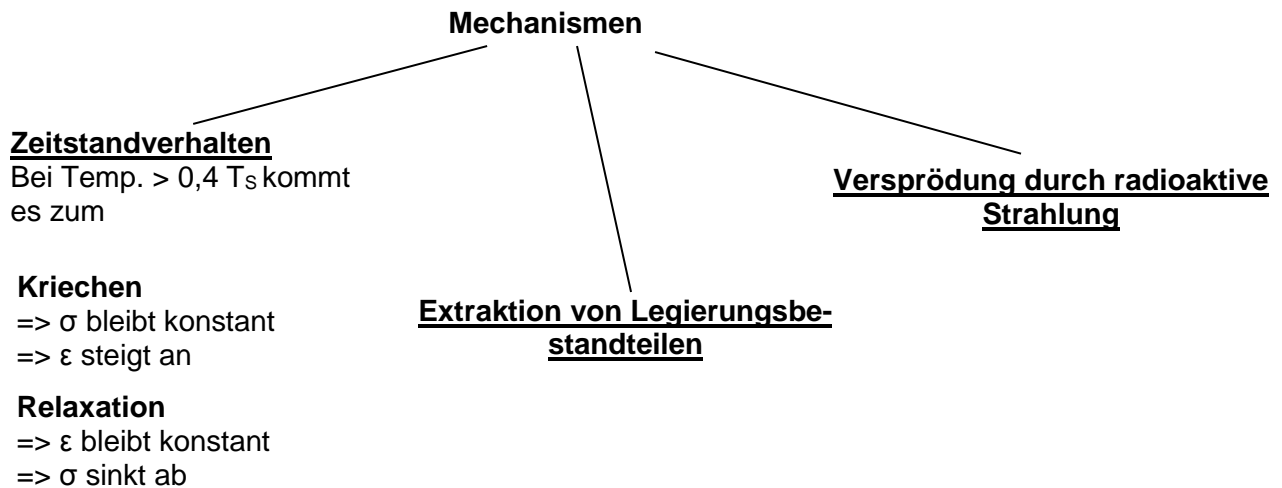 Mechanismen
Zeitstandverhalten
Bei Temp. > 0,4 Tₛ kommt
es zum
Kriechen
=> σ bleibt konstant
=> ε steigt an
Relaxation
=> ε bleibt konstant
=> σ sinkt ab
Extraktion von Legierungsbe-
standteilen
Versprödung durch radioaktive
Strahlung